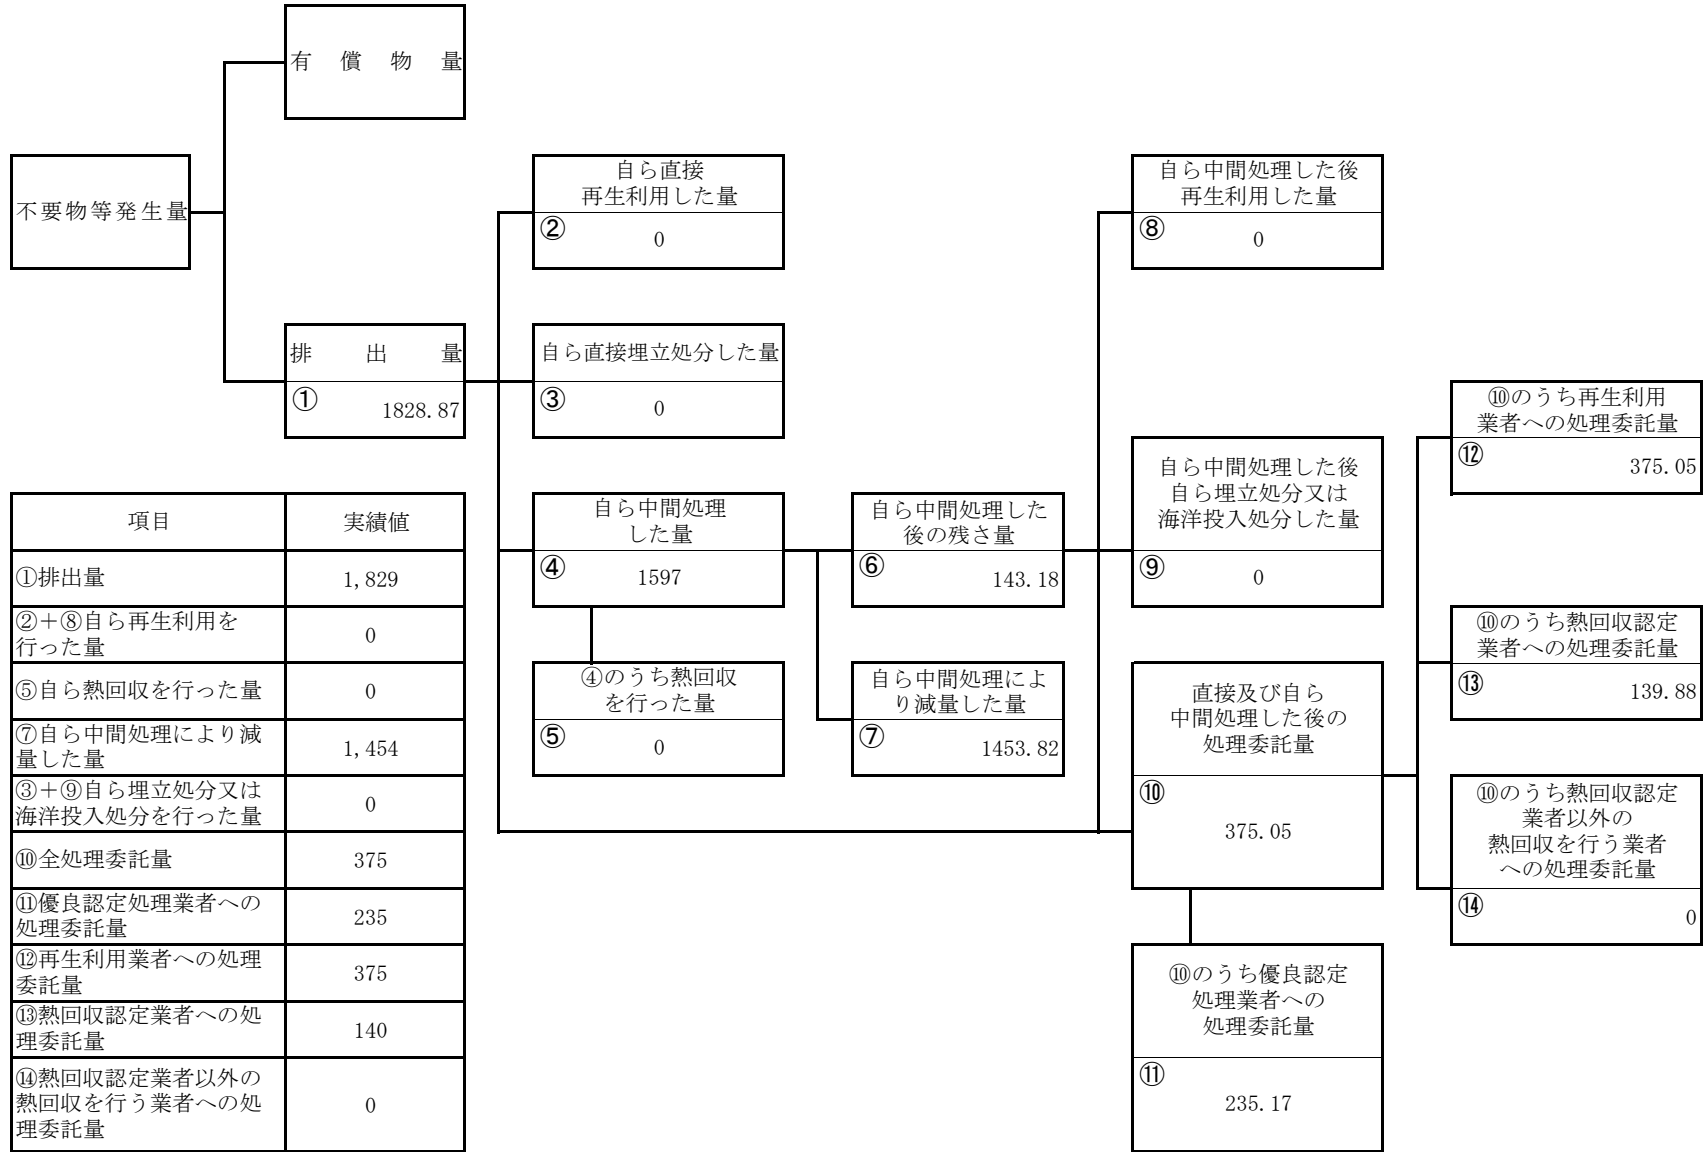 有償物量
不要物等発生量
自ら直接
再生利用した量
②
0
自ら中間処理した後
再生利用した量
⑧
0
排出量
①
1828.87
自ら直接埋立処分した量
③
0
⑩のうち再生利用
業者への処理委託量
⑫
375.05
自ら中間処理
した量
④
1597
自ら中間処理した
後の残さ量
⑥
143.18
自ら中間処理した後
自ら埋立処分又は
海洋投入処分した量
⑨
0
⑩のうち熱回収認定
業者への処理委託量
⑬
139.88
④のうち熱回収
を行った量
⑤
0
自ら中間処理によ
り減量した量
⑦
1453.82
直接及び自ら
中間処理した後の
処理委託量
⑩
375.05
⑩のうち熱回収認定
業者以外の
熱回収を行う業者
への処理委託量
⑭
0
⑩のうち優良認定
処理業者への
処理委託量
⑪
235.17
項目 実績値
①排出量 1,829
②+⑧自ら再生利用を
行った量 0
⑤自ら熱回収を行った量 0
⑦自ら中間処理により減
量した量 1,454
③+⑨自ら埋立処分又は
海洋投入処分を行った量 0
⑩全処理委託量 375
⑪優良認定処理業者への
処理委託量 235
⑫再生利用業者への処理
委託量 375
⑬熱回収認定業者への処
理委託量 140
⑭熱回収認定業者以外の
熱回収を行う業者への処
理委託量 0